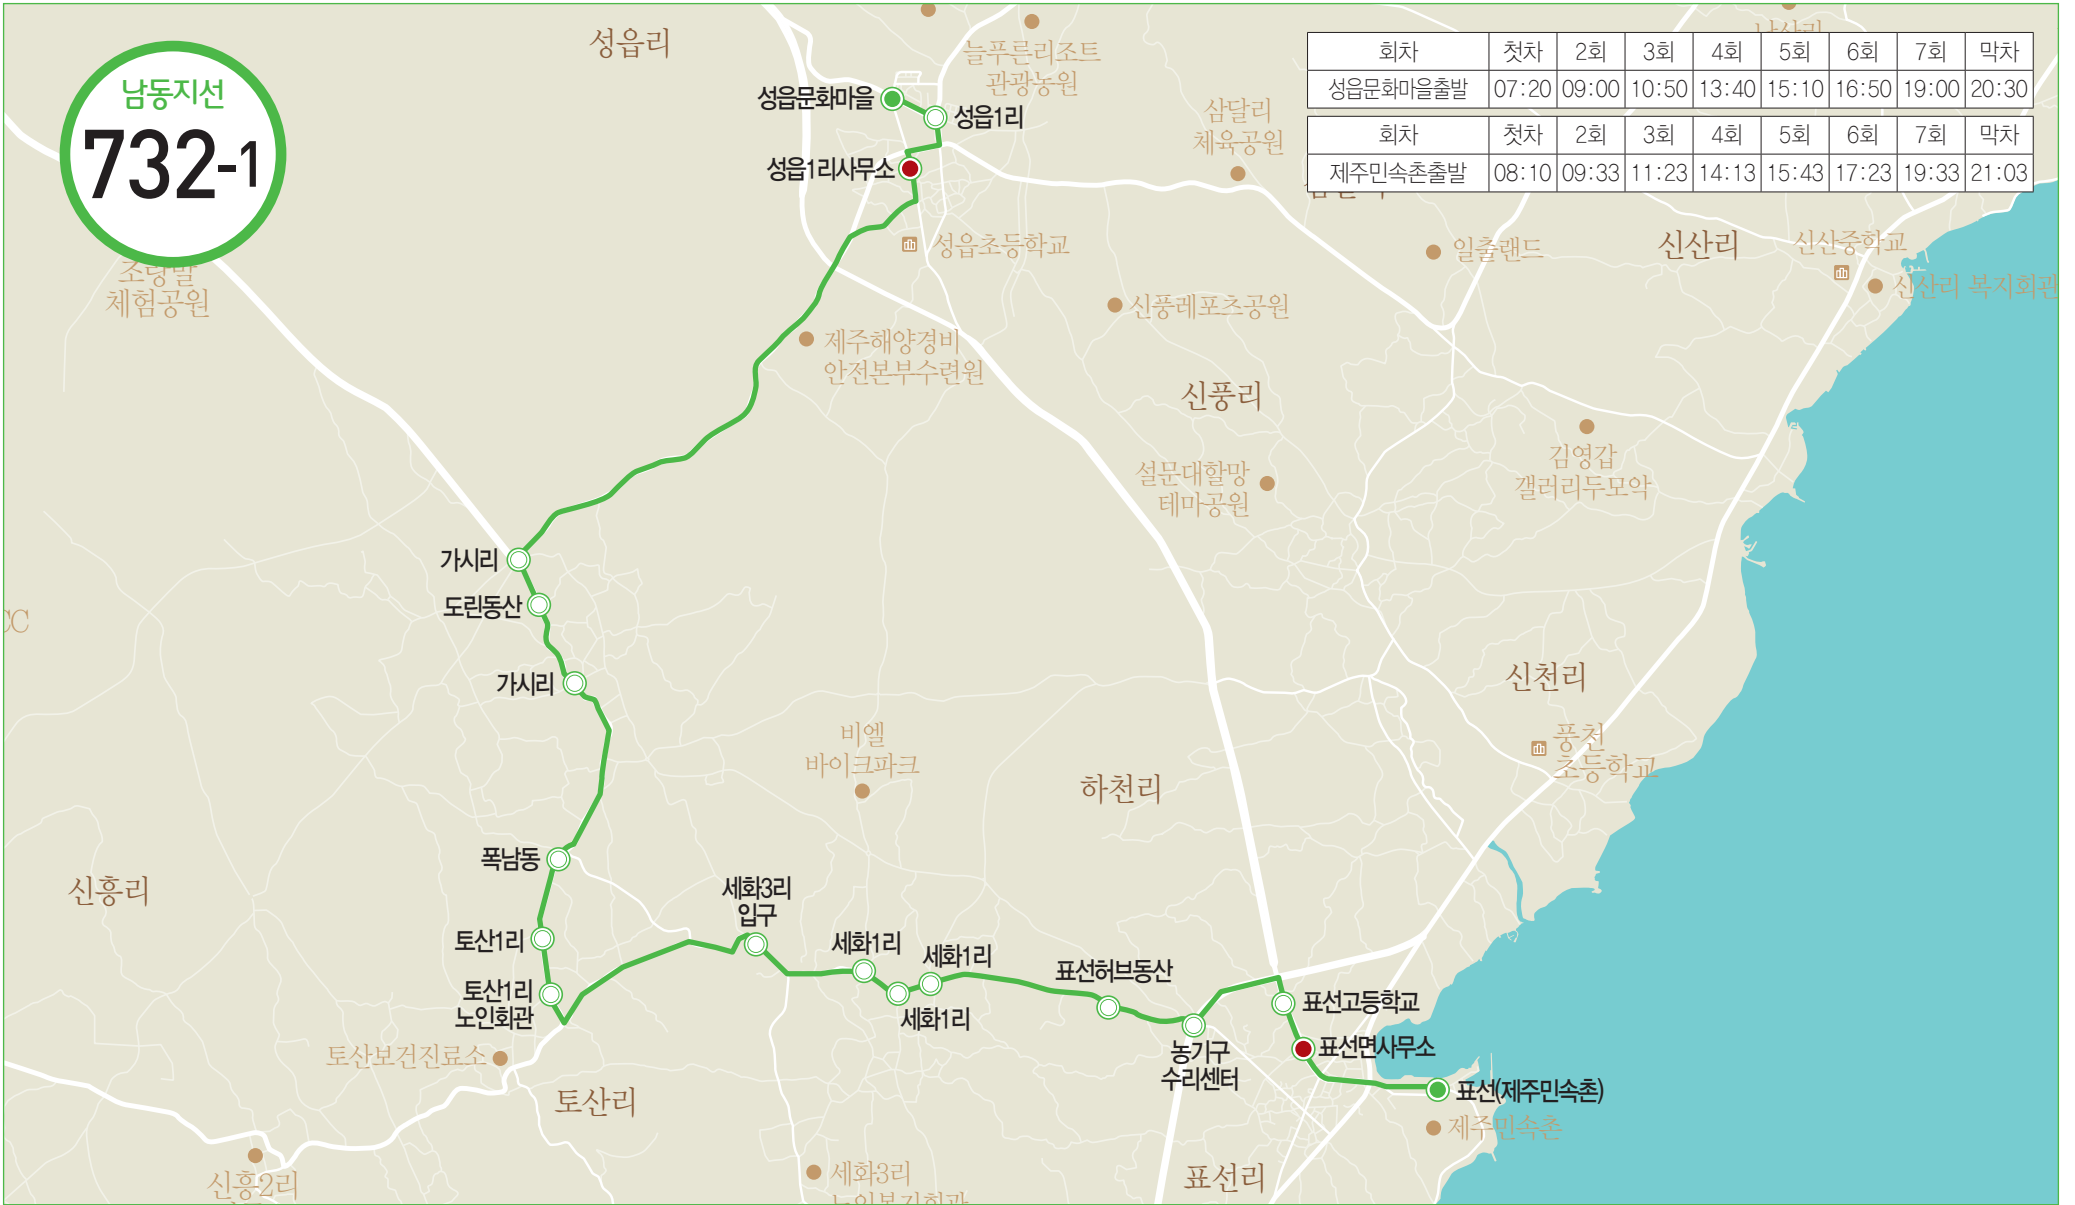 남동지선
732-1
회차 첫차 2회 3회 4회 5회 6회 7회 막차
성읍문화마을출발 07:20 09:00 10:50 13:40 15:10 16:50 19:00 20:30
회차 첫차 2회 3회 4회 5회 6회 7회 막차
제주민속촌출발 08:10 09:33 11:23 14:13 15:43 17:23 19:33 21:03
성읍리
늘푸른리조트
관광농원
성읍문화마을
성읍1리
삼달리
체육공원
성읍1리사무소
성읍초등학교
일출랜드
신산리
신산중학교
신산리 복지회관
체험공원
신풍레포츠공원
제주해양경비
안전본부수련원
신풍리
김영갑
갤러리두모악
설문대할망
테마공원
가시리
도린동산
CC
가시리
신천리
비엘
바이크파크
풍천
초등학교
하천리
폭남동
신흥리
세화3리
입구
토산1리
세화1리
세화1리
세화1리
표선허브동산
토산1리
노인회관
표선고등학교
표선면사무소
농기구
수리센터
토산보건진료소
표선(제주민속촌)
토산리
제주민속촌
신흥2리
세화3리
표선리